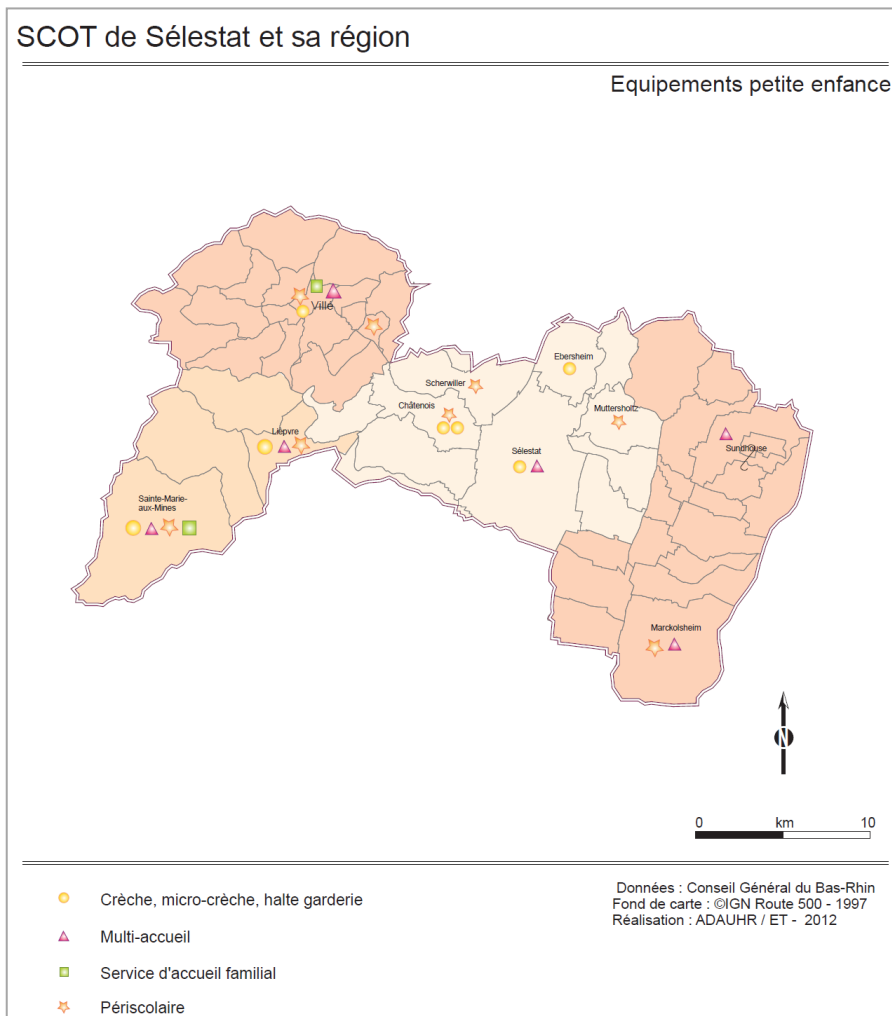 SCOT de Sélestat et sa région
Equipements petite enfance
Villé
Ebersheim
Scherwiller
Châtenois
Muttersholtz
Lièpvre
Sélestat
Sundhouse
Sainte-Marie-
aux-Mines
Marckolsheim
N
0 km 10
Crèche, micro-crèche, halte garderie
Multi-accueil
Service d'accueil familial
Périscolaire
Données : Conseil Général du Bas-Rhin
Fond de carte : ©IGN Route 500 - 1997
Réalisation : ADAUHR / ET - 2012